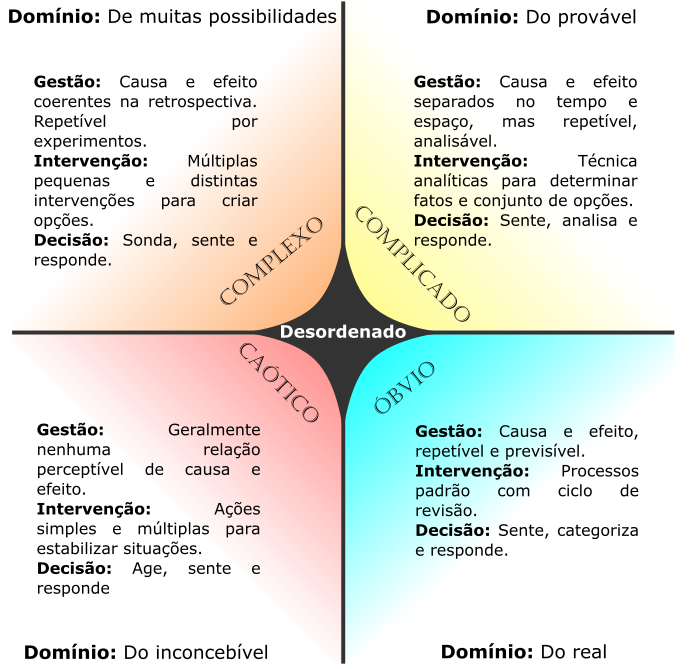 Domínio: De muitas possibilidades
Gestão: Causa e efeito
coerentes na retrospectiva.
Repetível por
experimentos.
Intervenção: Múltiplas
pequenas e distintas
intervenções para criar
opções.
Decisão: Sonda, sente e
responde.
COMPLEXO
Domínio: Do provável
Gestão: Causa e efeito
separados no tempo e
espaço, mas repetível,
analisável.
Intervenção: Técnica
analíticas para determinar
fatos e conjunto de opções.
Decisão: Sente, analisa e
responde.
COMPLICADO
Desordenado
CAÓTICO
Gestão: Geralmente
nenhuma relação
perceptível de causa e
efeito.
Intervenção: Ações
simples e múltiplas para
estabilizar situações.
Decisão: Age, sente e
responde
Domínio: Do inconcebível
ÓBVIO
Gestão: Causa e efeito,
repetível e previsível.
Intervenção: Processos
padrão com ciclo de
revisão.
Decisão: Sente, categoriza
e responde.
Domínio: Do real